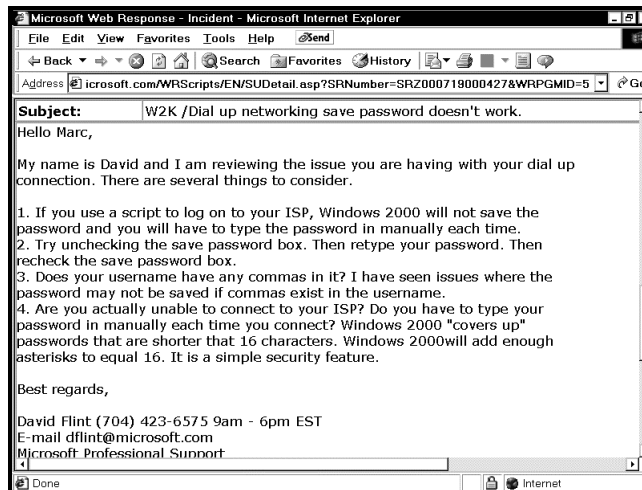 Microsoft Web Response - Incident - Microsoft Internet Explorer
File Edit View Favorites Tools Help Send
Back Search Favorites History
Address icrosoft.com/WRScripts/EN/SUDetail.asp?SRNumber=SRZ000719000427&WRPGMID=5 Go
Subject: W2K /Dial up networking save password doesn't work.
Hello Marc,
My name is David and I am reviewing the issue you are having with your dial up
connection. There are several things to consider.
1. If you use a script to log on to your ISP, Windows 2000 will not save the
password and you will have to type the password in manually each time.
2. Try unchecking the save password box. Then retype your password. Then
recheck the save password box.
3. Does your username have any commas in it? I have seen issues where the
password may not be saved if commas exist in the username.
4. Are you actually unable to connect to your ISP? Do you have to type your
password in manually each time you connect? Windows 2000 "covers up"
passwords that are shorter that 16 characters. Windows 2000will add enough
asterisks to equal 16. It is a simple security feature.
Best regards,
David Flint (704) 423-6575 9am - 6pm EST
E-mail dflint@microsoft.com
Microsoft Professional Support
Done Internet